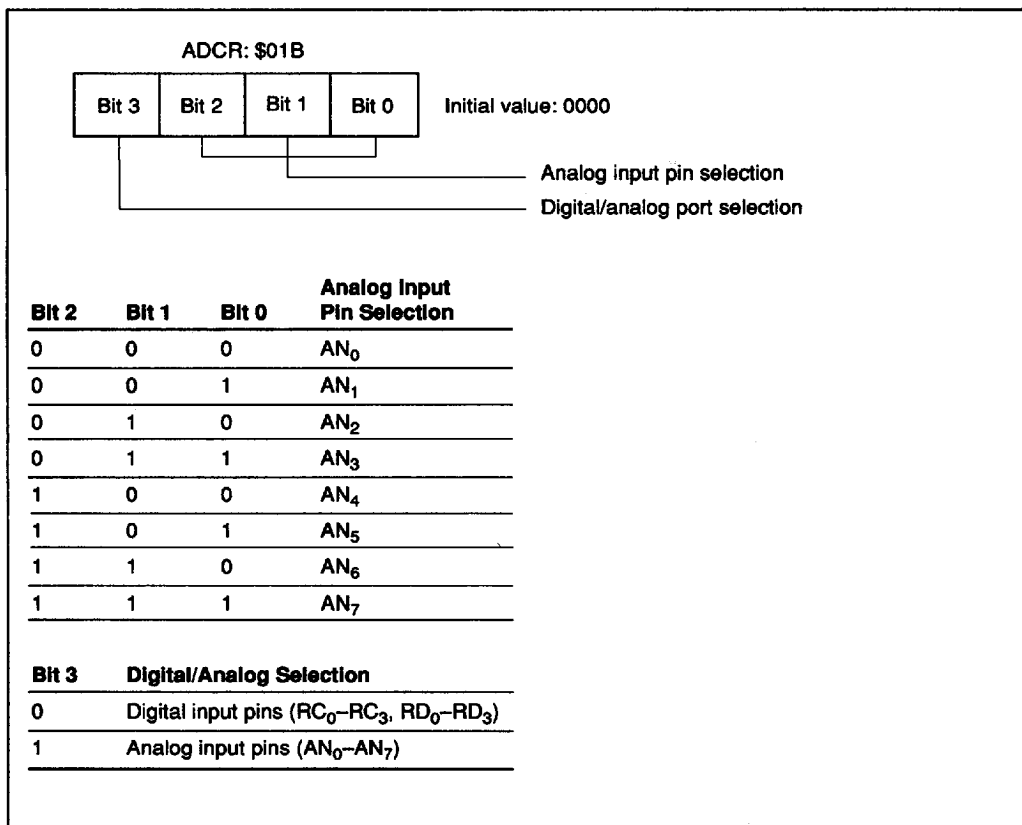 ADCR: $01B
Bit 3 Bit 2 Bit 1 Bit 0 Initial value: 0000
Analog input pin selection
Digital/analog port selection
Analog Input
Bit 2 Bit 1 Bit 0 Pin Selection
0 0 0 AN₀
0 0 1 AN₁
0 1 0 AN₂
0 1 1 AN₃
1 0 0 AN₄
1 0 1 AN₅
1 1 0 AN₆
1 1 1 AN₇
Bit 3 Digital/Analog Selection
0 Digital input pins (RC₀–RC₃, RD₀–RD₃)
1 Analog input pins (AN₀–AN₇)